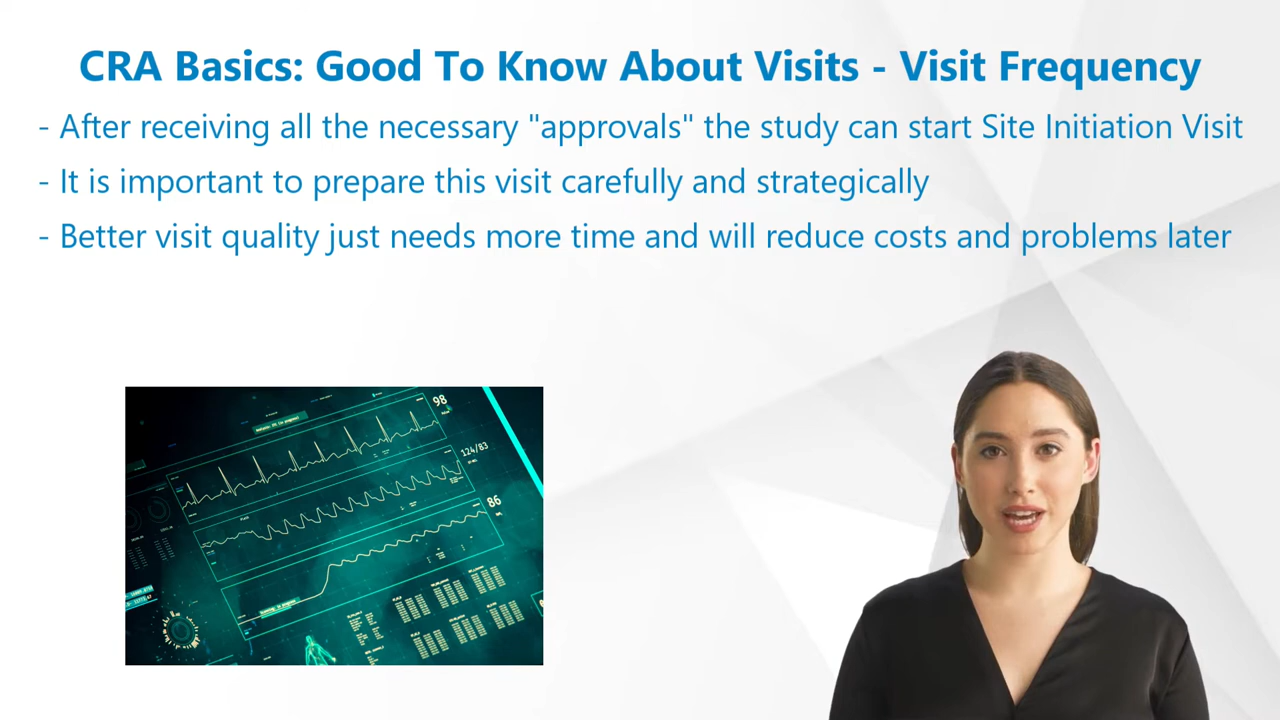 CRA Basics: Good To Know About Visits - Visit Frequency
- After receiving all the necessary "approvals" the study can start Site Initiation Visit
- It is important to prepare this visit carefully and strategically
- Better visit quality just needs more time and will reduce costs and problems later
98
124/83
86